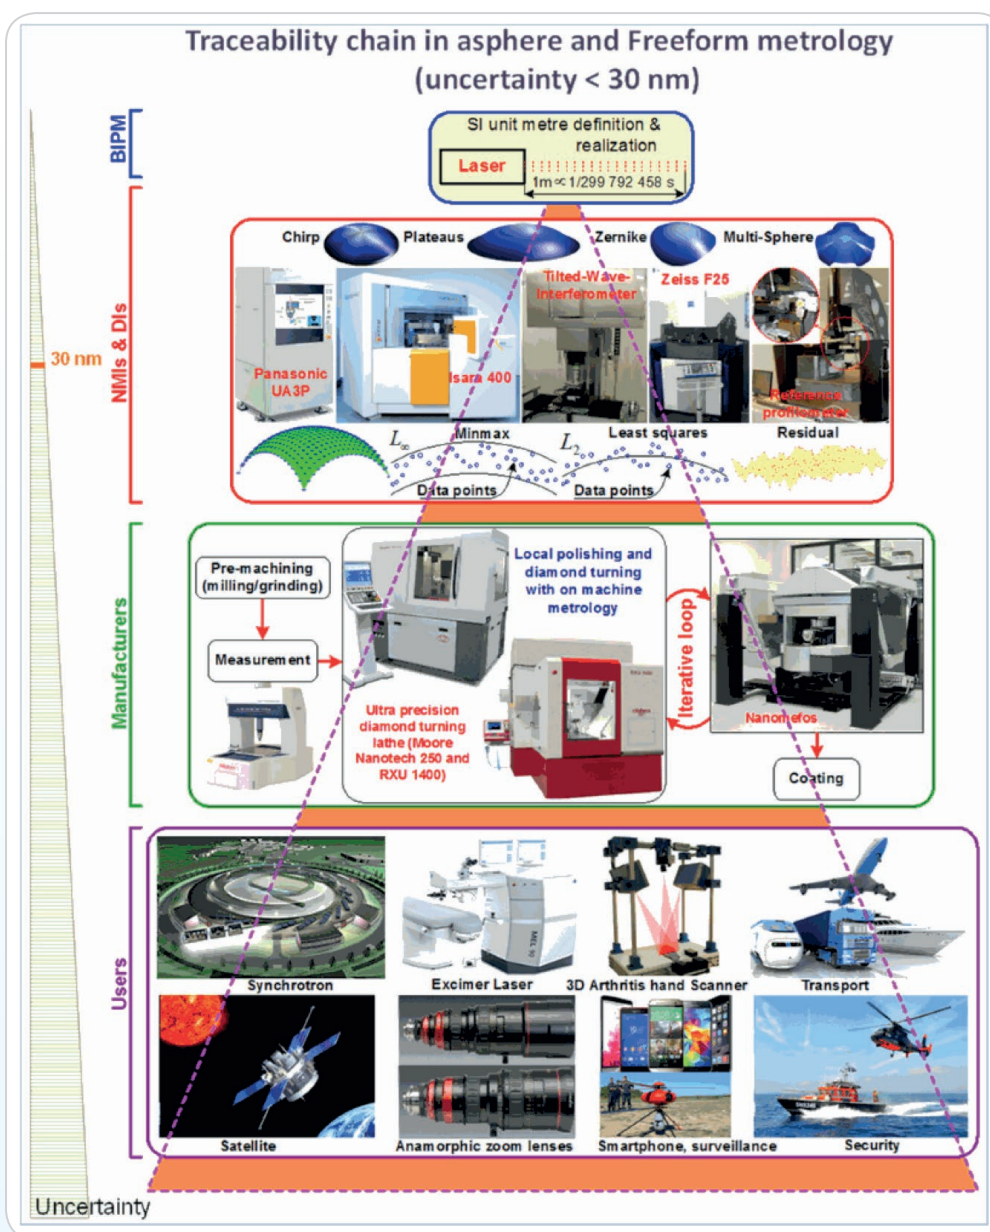 Traceability chain in asphere and Freeform metrology
(uncertainty < 30 nm)
BIPM
SI unit metre definition &
realization
Laser
1m∝1/299 792 458 s
NMIs & DIs
30 nm
Chirp
Plateaus
Zernike
Multi-Sphere
Panasonic
UA3P
Isara 400
Tilted-Wave-
Interferometer
Zeiss F25
Reference
profilometer
L∞
Minmax
Data points
L2
Least squares
Data points
Residual
Manufacturers
Pre-machining
(milling/grinding)
Measurement
Local polishing and
diamond turning
with on machine
metrology
Ultra precision
diamond turning
lathe (Moore
Nanotech 250 and
RXU 1400)
Iterative loop
Nanomefos
Coating
Users
Synchrotron
Excimer Laser
MEL 90
3D Arthritis hand Scanner
Transport
Satellite
Anamorphic zoom lenses
Smartphone, surveillance
Security
Uncertainty